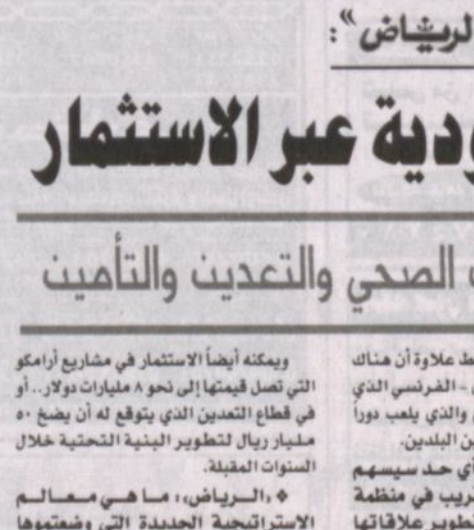 الرياض":
ودية عبر الاستثمار
الصحي والتعدين والتأمين
علاوة أن هناك
- الفرنسي الذي
والذي يلعب دوراً
ين البلدين.
أي حد سيسهم
ريب في منظمة
طوير علاقاتها
ويمكنه أيضاً الاستثمار في مشاريع أرامكو
التي تصل قيمتها إلى نحو ٨ مليارات دولار.. أو
في قطاع التعدين الذي يتوقع له أن يضخ ٥٠
مليار ريال لتطوير البنية التحتية خلال
السنوات المقبلة.
❖ «الرياض»: ما هي معالم
الاستراتيجية الجديدة التي وضعتموها